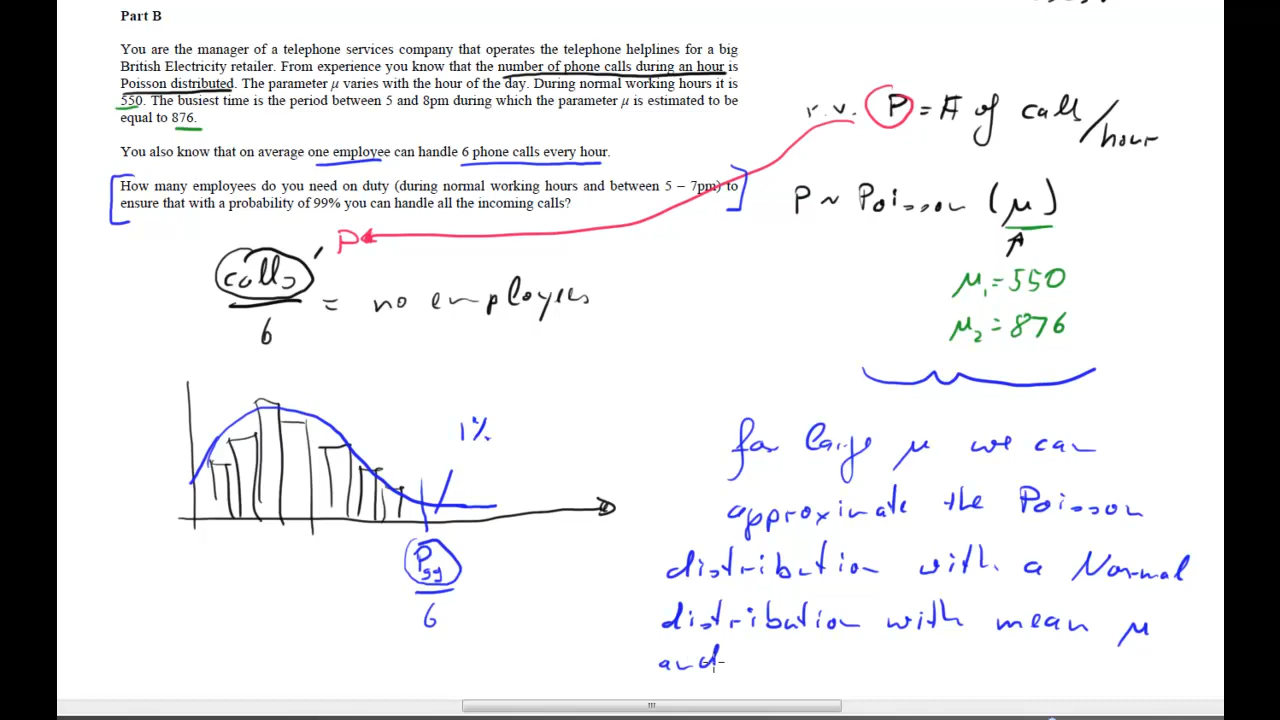 Part B
You are the manager of a telephone services company that operates the telephone helplines for a big
British Electricity retailer. From experience you know that the number of phone calls during an hour is
Poisson distributed. The parameter μ varies with the hour of the day. During normal working hours it is
550. The busiest time is the period between 5 and 8pm during which the parameter μ is estimated to be
equal to 876.
You also know that on average one employee can handle 6 phone calls every hour.
How many employees do you need on duty (during normal working hours and between 5 – 7pm) to
ensure that with a probability of 99% you can handle all the incoming calls?
r.v. P = # of calls/hour
P ~ Poisson (μ)
μ₁ = 550
μ₂ = 876
P
calls
6
= no employees
1%
P99
6
for large μ we can
approximate the Poisson
distribution with a Normal
distribution with mean μ
and